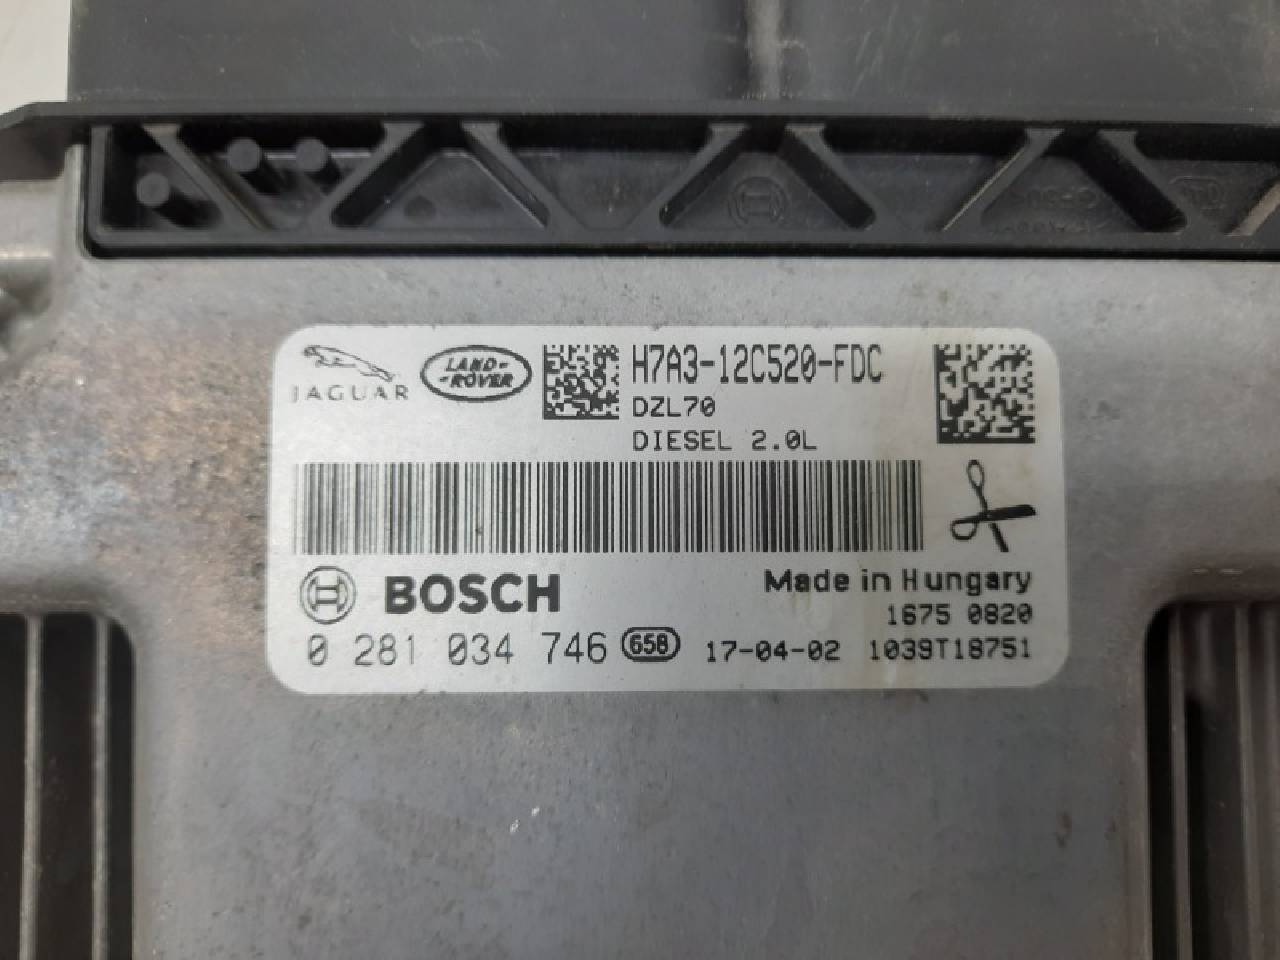 JAGUAR
LAND-
-ROVER
H7A3-12C520-FDC
DZL70
DIESEL 2.0L
BOSCH
Made in Hungary
1675 0820
0 281 034 746 658 17-04-02 1039T18751